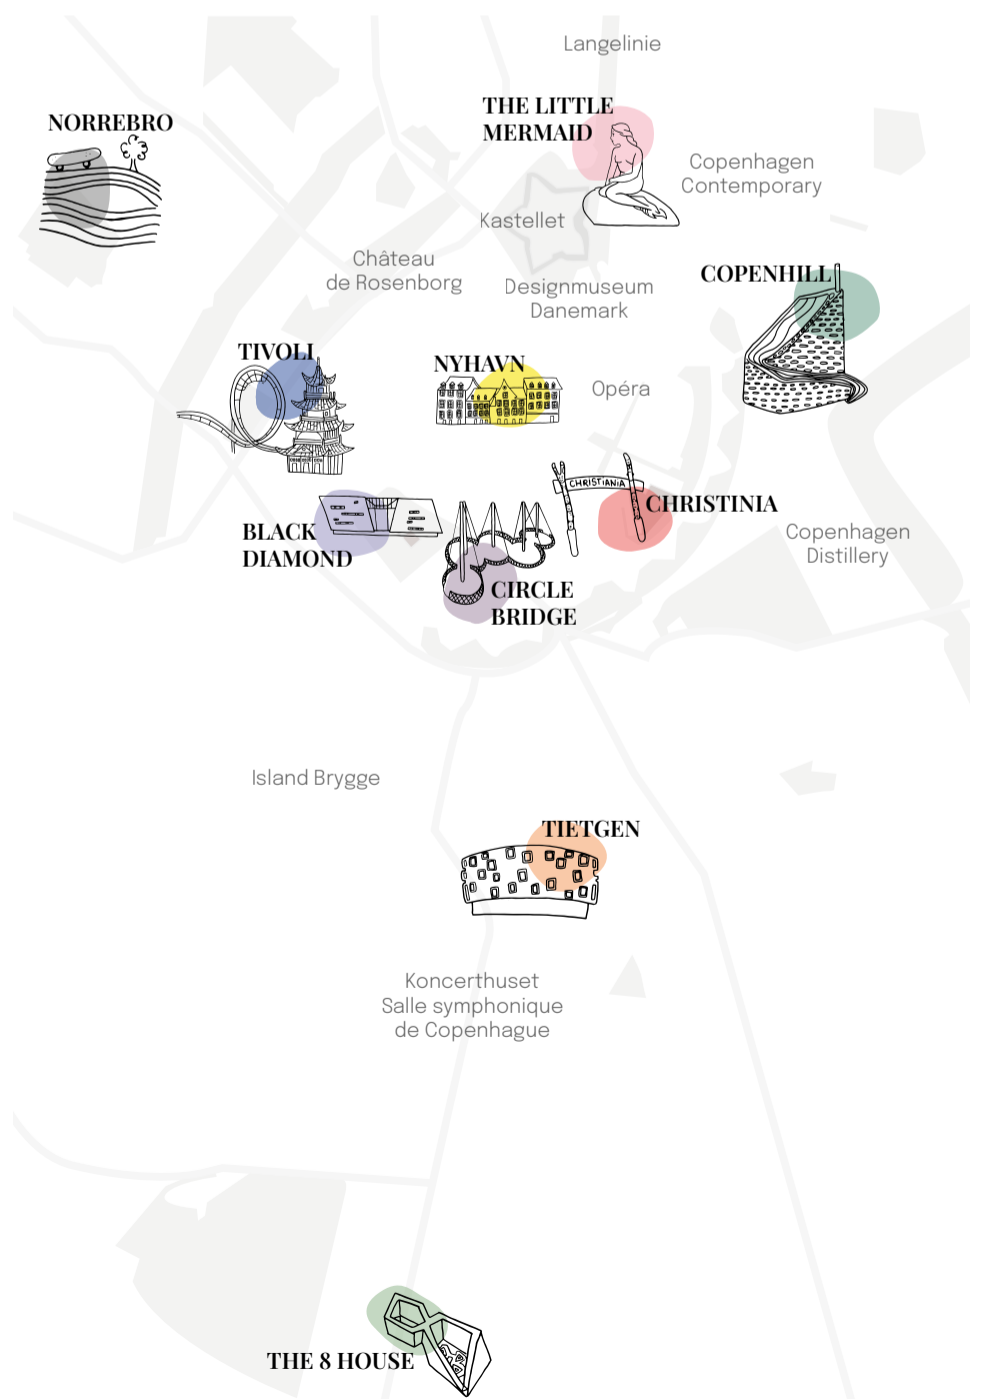 Langelinie
THE LITTLE
MERMAID
NORREBRO
Copenhagen
Contemporary
Kastellet
Château
de Rosenborg
Designmuseum
Danemark
COPENHILL
TIVOLI
NYHAVN
Opéra
CHRISTIANIA
CHRISTINIA
BLACK
DIAMOND
Copenhagen
Distillery
CIRCLE
BRIDGE
Island Brygge
TIETGEN
Koncerthuset
Salle symphonique
de Copenhague
THE 8 HOUSE